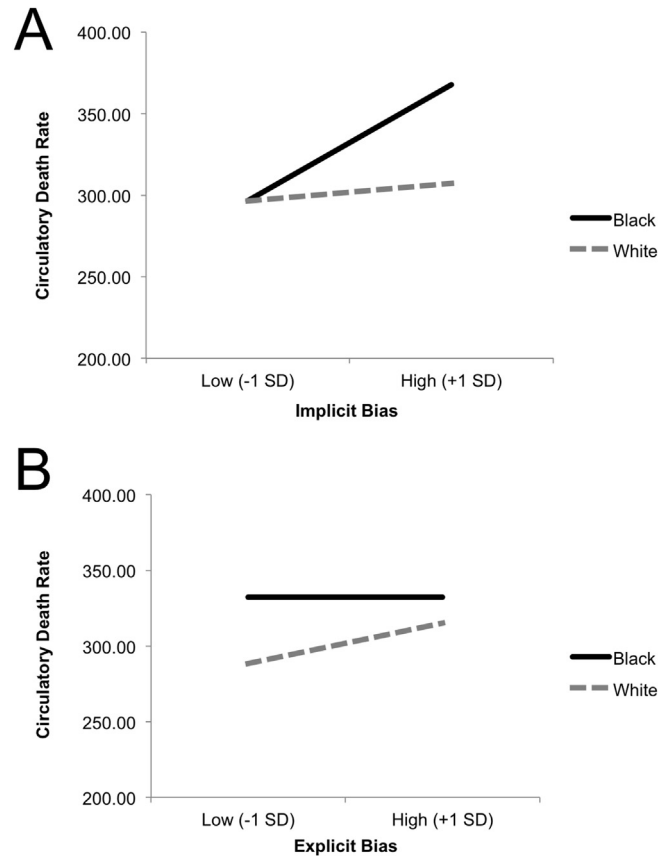 A
400.00
350.00
300.00
250.00
200.00
Circulatory Death Rate
Low (-1 SD)
High (+1 SD)
Implicit Bias
Black
White
B
400.00
350.00
300.00
250.00
200.00
Circulatory Death Rate
Low (-1 SD)
High (+1 SD)
Explicit Bias
Black
White